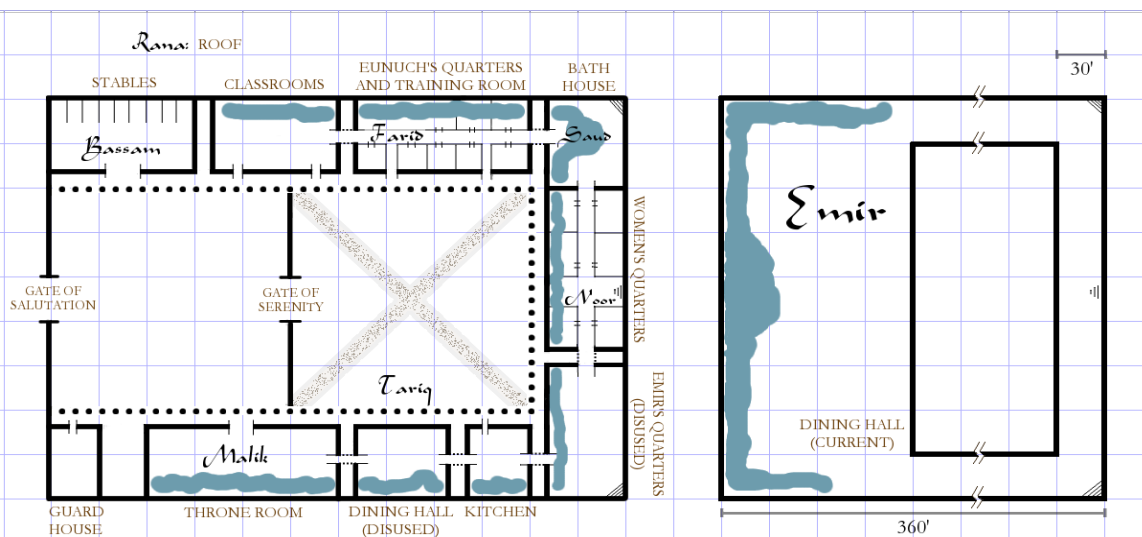 Rana: ROOF
30'
STABLES
CLASSROOMS
EUNUCH'S QUARTERS
AND TRAINING ROOM
BATH
HOUSE
Bassam
Farid
Saud
WOMEN'S QUARTERS
Emir
GATE OF
SALUTATION
GATE OF
SERENITY
Noor
Tariq
EMIR'S QUARTERS
(DISUSED)
DINING HALL
(CURRENT)
Malik
GUARD
HOUSE
THRONE ROOM
DINING HALL
(DISUSED)
KITCHEN
360'